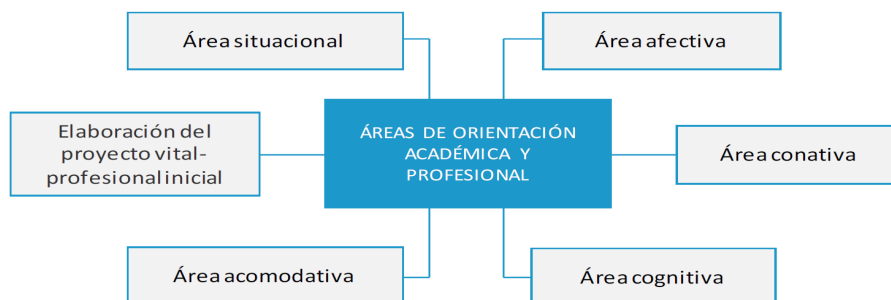 Área situacional
Área afectiva
Elaboración del
proyecto vital-
profesional inicial
ÁREAS DE ORIENTACIÓN
ACADÉMICA Y
PROFESIONAL
Área conativa
Área acomodativa
Área cognitiva